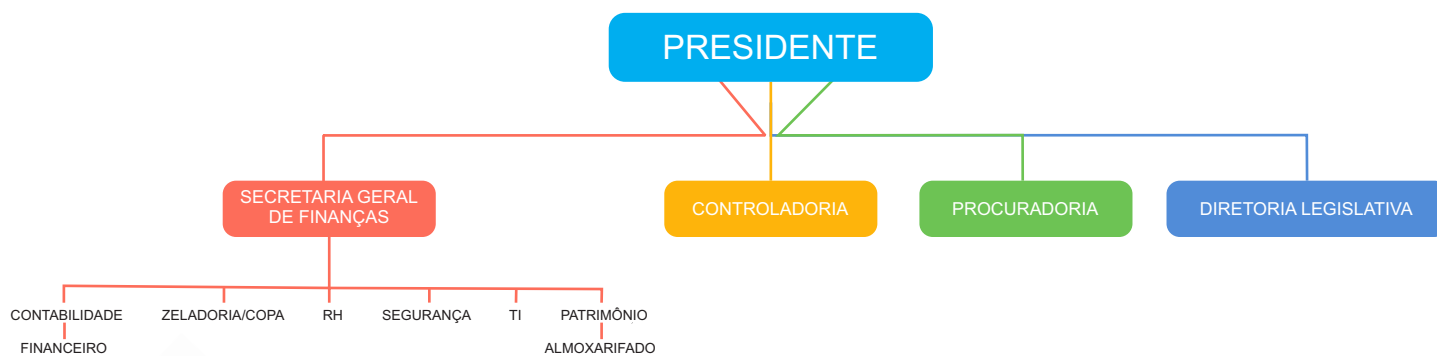 PRESIDENTE
SECRETARIA GERAL
DE FINANÇAS
CONTROLADORIA
PROCURADORIA
DIRETORIA LEGISLATIVA
CONTABILIDADE
ZELADORIA/COPA
RH
SEGURANÇA
TI
PATRIMÔNIO
FINANCEIRO
ALMOXARIFADO